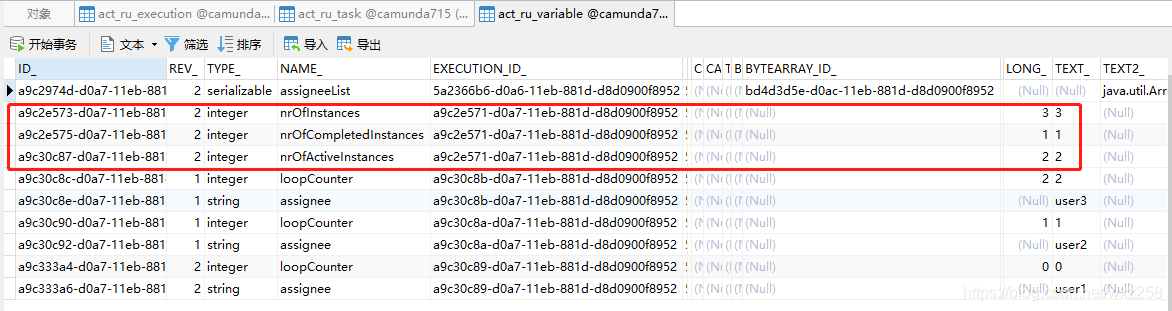 对象 act_ru_execution @camunda715 ... act_ru_task @camunda715 (... act_ru_variable @camunda7...
开始事务 文本 筛选 排序 导入 导出
ID_ REV_ TYPE_ NAME_ EXECUTION_ID_ C CA T B BYTEARRAY_ID_ LONG_ TEXT_ TEXT2_
a9c2974d-d0a7-11eb-881 2 serializable assigneeList 5a2366b6-d0a6-11eb-881d-d8d0900f8952 bd4d3d5e-d0ac-11eb-881d-d8d0900f8952 (Null) (Null) java.util.Arr
a9c2e573-d0a7-11eb-881 2 integer nrOfInstances a9c2e571-d0a7-11eb-881d-d8d0900f8952 (Null) 3 3 (Null)
a9c2e575-d0a7-11eb-881 2 integer nrOfCompletedInstances a9c2e571-d0a7-11eb-881d-d8d0900f8952 (Null) 1 1 (Null)
a9c30c87-d0a7-11eb-881 2 integer nrOfActiveInstances a9c2e571-d0a7-11eb-881d-d8d0900f8952 (Null) 2 2 (Null)
a9c30c8c-d0a7-11eb-881 1 integer loopCounter a9c30c8b-d0a7-11eb-881d-d8d0900f8952 (Null) 2 2 (Null)
a9c30c8e-d0a7-11eb-881 1 string assignee a9c30c8b-d0a7-11eb-881d-d8d0900f8952 (Null) (Null) user3 (Null)
a9c30c90-d0a7-11eb-881 1 integer loopCounter a9c30c8a-d0a7-11eb-881d-d8d0900f8952 (Null) 1 1 (Null)
a9c30c92-d0a7-11eb-881 1 string assignee a9c30c8a-d0a7-11eb-881d-d8d0900f8952 (Null) (Null) user2 (Null)
a9c333a4-d0a7-11eb-881 2 integer loopCounter a9c30c89-d0a7-11eb-881d-d8d0900f8952 (Null) 0 0 (Null)
a9c333a6-d0a7-11eb-881 2 string assignee a9c30c89-d0a7-11eb-881d-d8d0900f8952 (Null) (Null) user1 (Null)